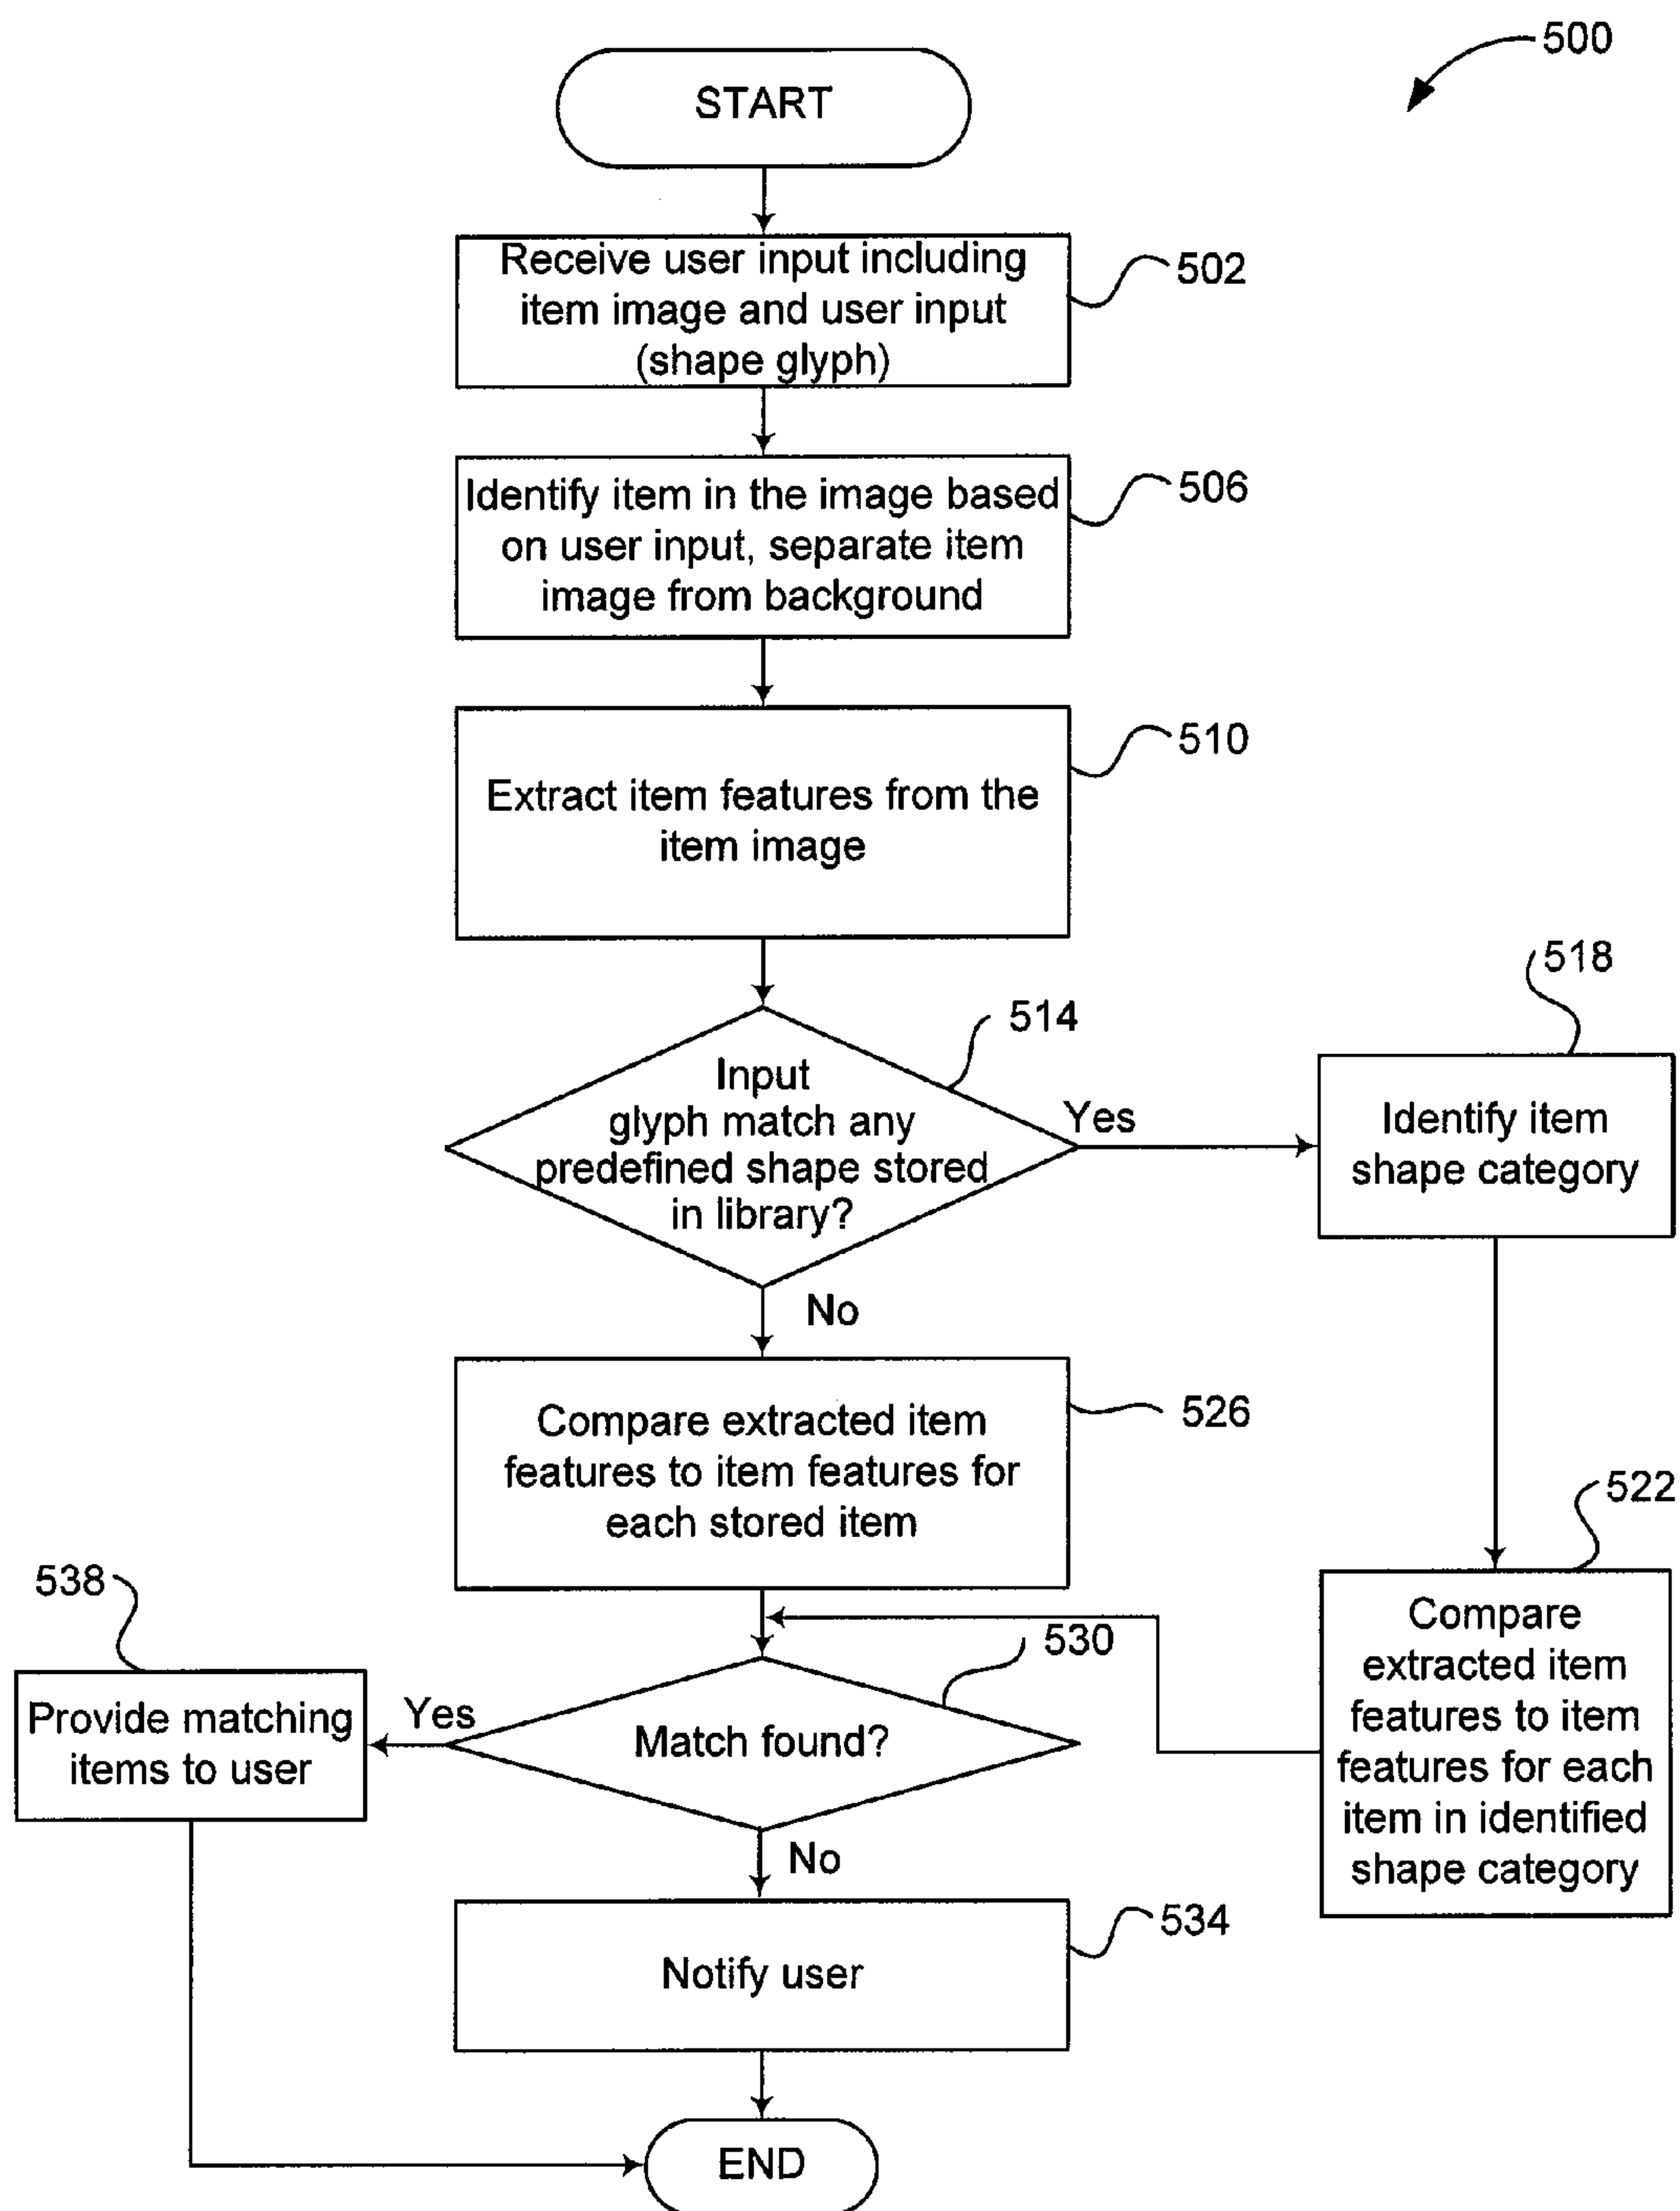 500
START
Receive user input including
item image and user input
(shape glyph)
502
Identify item in the image based
on user input, separate item
image from background
506
Extract item features from the
item image
510
Input
glyph match any
predefined shape stored
in library?
514
Yes
No
Identify item
shape category
518
Compare extracted item
features to item features for
each stored item
526
Compare
extracted item
features to item
features for each
item in identified
shape category
522
Match found?
530
Yes
No
Provide matching
items to user
538
Notify user
534
END